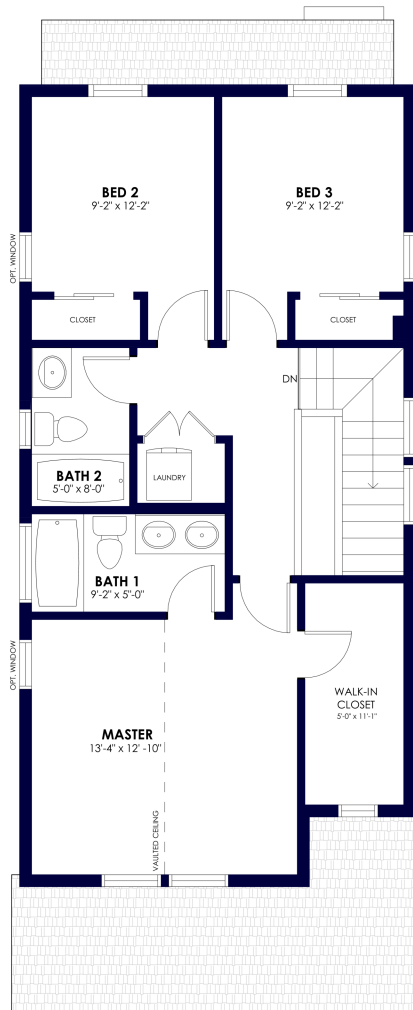 BED 2
9'-2" x 12'-2"
BED 3
9'-2" x 12'-2"
OPT. WINDOW
CLOSET
CLOSET
DN
LAUNDRY
BATH 2
5'-0" x 8'-0"
BATH 1
9'-2" x 5"-0"
OPT. WINDOW
WALK-IN
CLOSET
5'-0" x 11'-1"
MASTER
13'-4" x 12' -10"
VAULTED CEILING